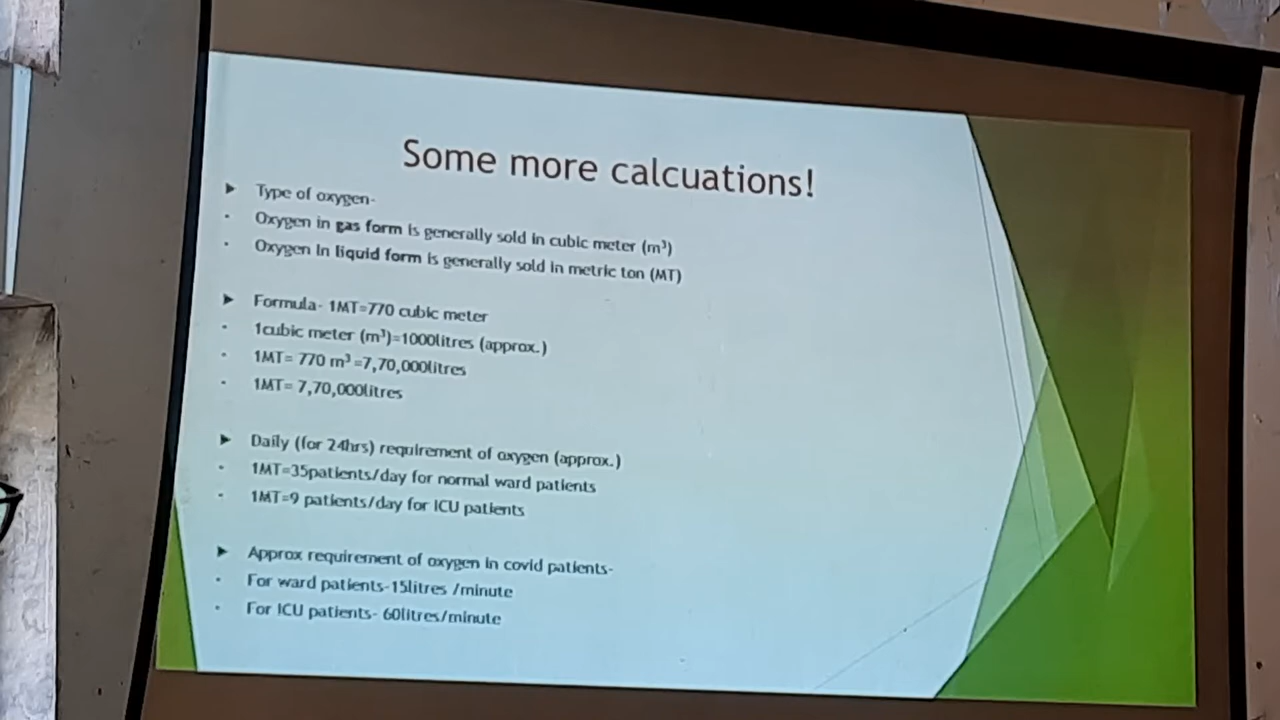 Some more calcuations!
Type of oxygen-
Oxygen in gas form is generally sold in cubic meter (m³)
Oxygen in liquid form is generally sold in metric ton (MT)
Formula- 1MT=770 cubic meter
1cubic meter (m³)=1000litres (approx.)
1MT= 770 m³ =7,70,000litres
1MT= 7,70,000litres
Daily (for 24hrs) requirement of oxygen (approx.)
1MT=35patients/day for normal ward patients
1MT=9 patients/day for ICU patients
Approx requirement of oxygen in covid patients-
For ward patients-15litres /minute
For ICU patients- 60litres/minute